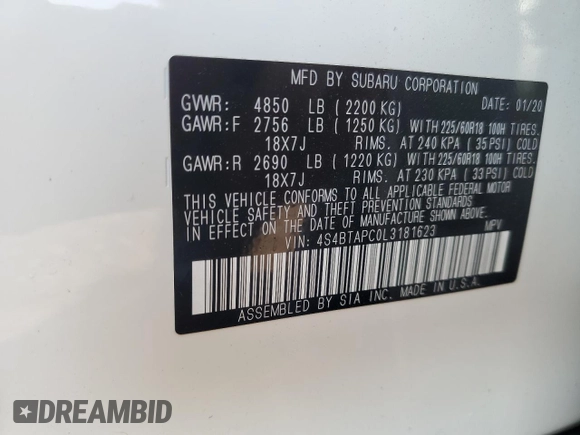 MFD BY SUBARU CORPORATION
GVWR: 4850 LB (2200 KG) DATE: 01/20
GAWR:F 2756 LB (1250 KG) WITH 225/60R18 100H TIRES.
18X7J RIMS. AT 240 KPA (35 PSI) COLD
GAWR:R 2690 LB (1220 KG) WITH 225/60R18 100H TIRES.
18X7J RIMS. AT 230 KPA (33 PSI) COLD
THIS VEHICLE CONFORMS TO ALL APPLICABLE FEDERAL MOTOR
VEHICLE SAFETY AND THEFT PREVENTION STANDARDS
IN EFFECT ON THE DATE OF MANUFACTURE SHOWN ABOVE.
VIN: 4S4BTAPC0L3181623 MPV
ASSEMBLED BY SIA INC. MADE IN U.S.A.
DREAMBID